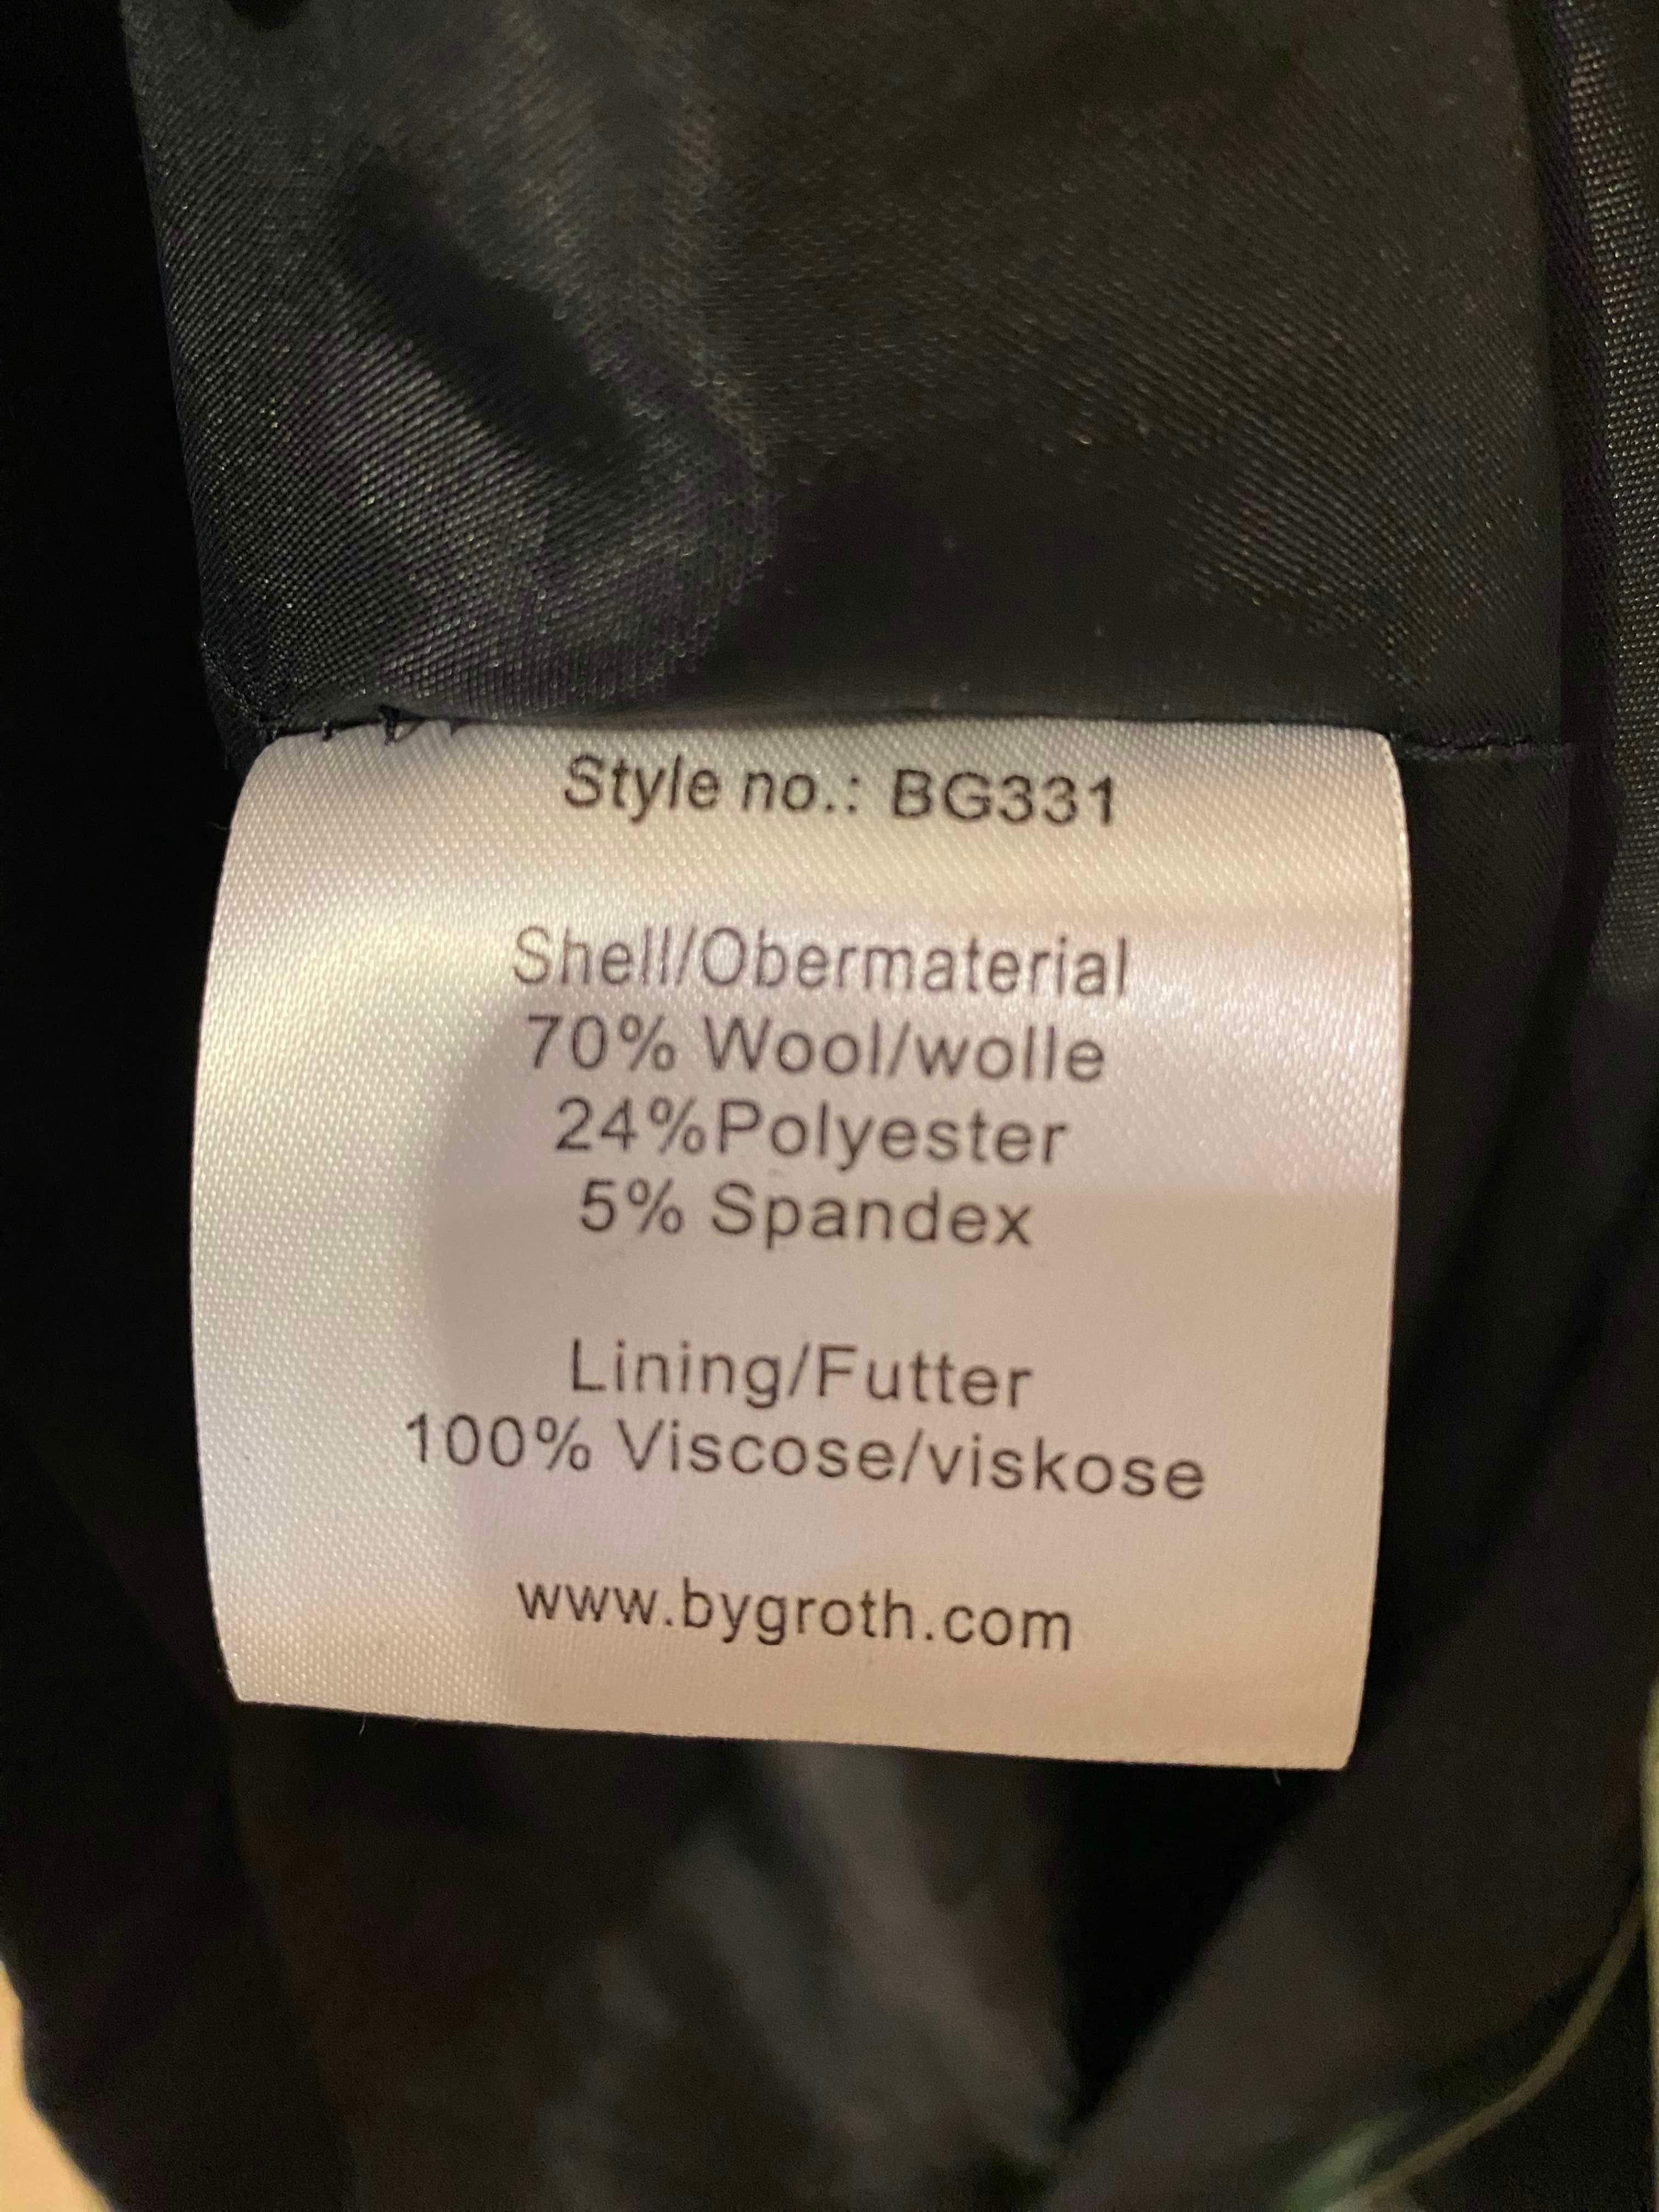 Style no.: BG331
Shell/Obermaterial
70% Wool/wolle
24%Polyester
5% Spandex
Lining/Futter
100% Viscose/viskose
www.bygroth.com